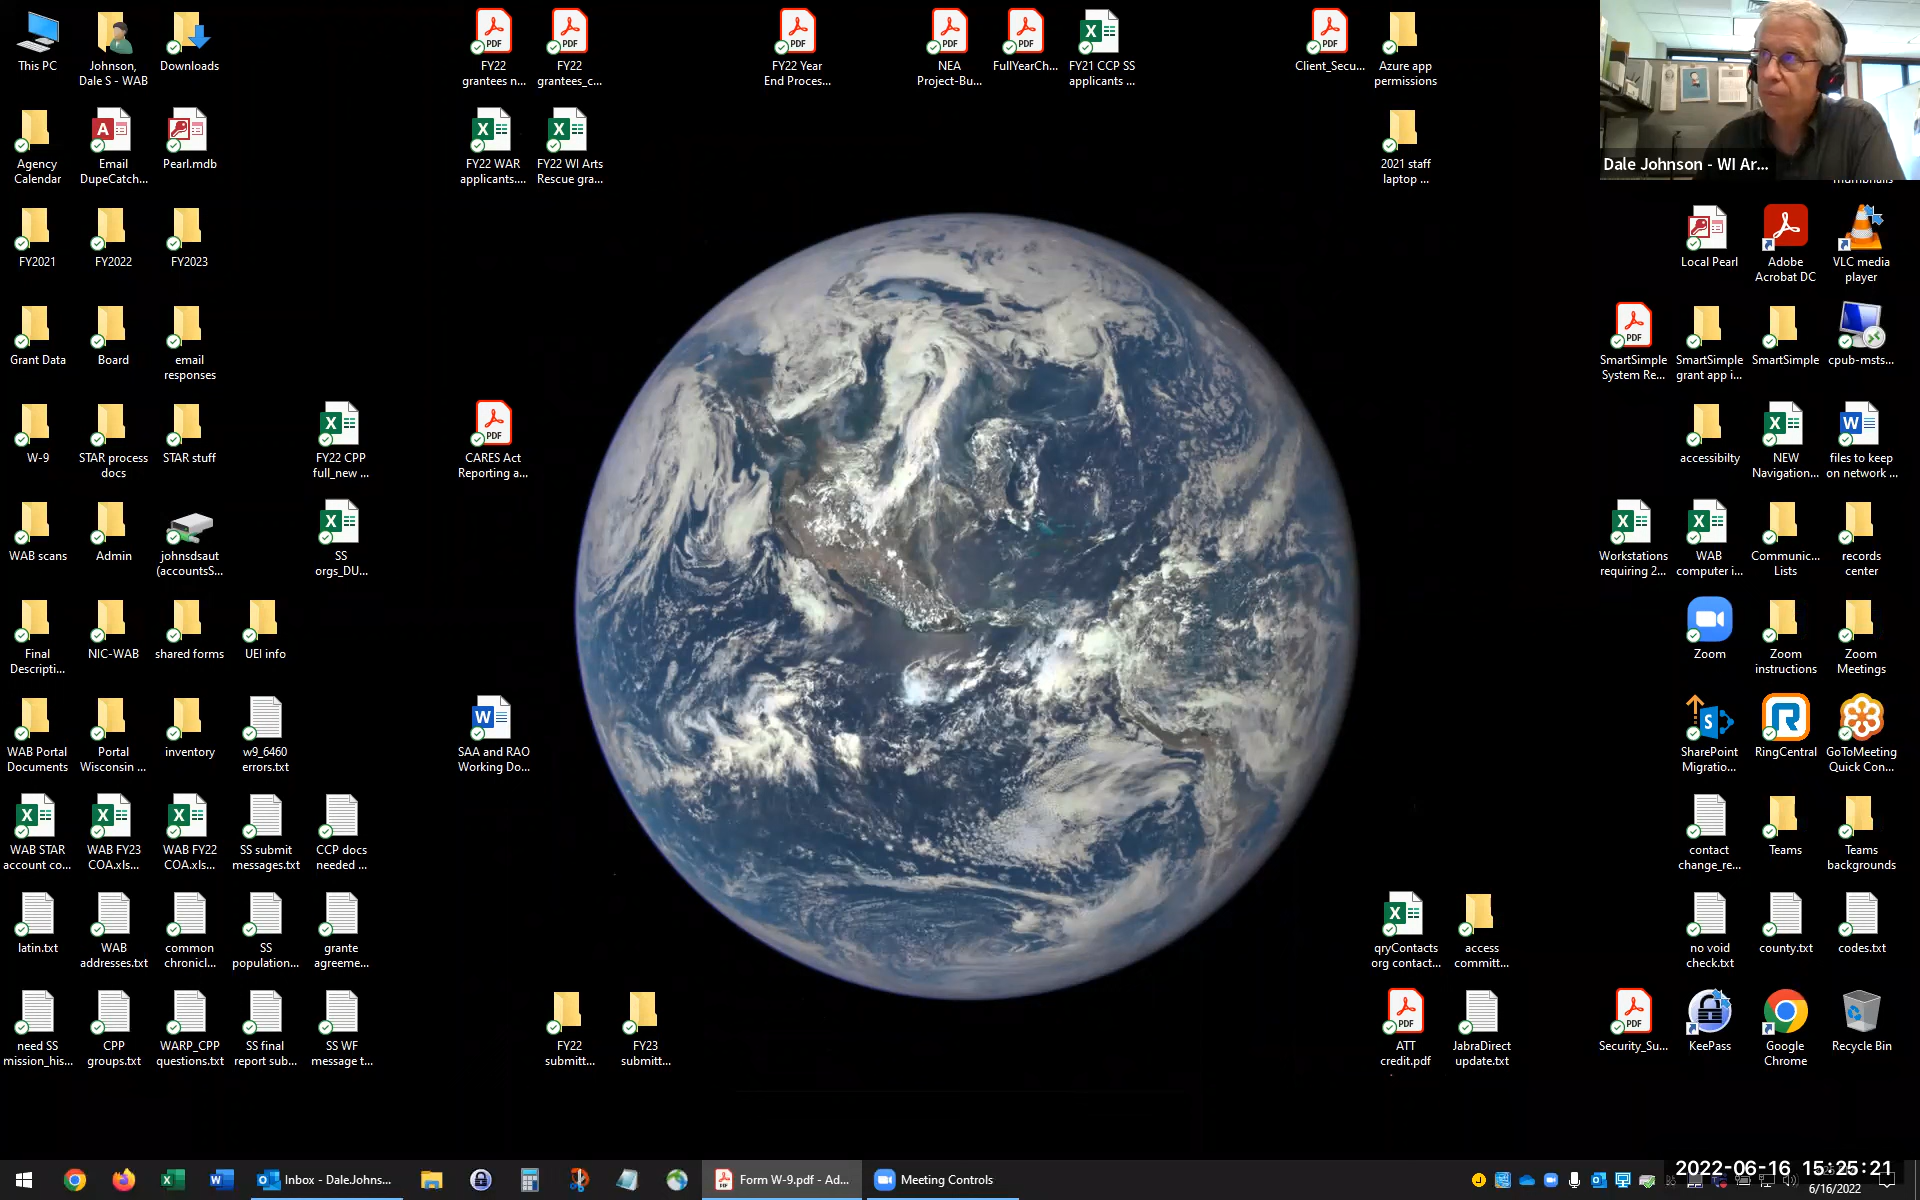 This PC
Johnson,
Dale S - WAB
Downloads
FY22
grantees n...
FY22
grantees_c...
FY22 Year
End Proces...
NEA
Project-Bu...
FullYearCh...
FY21 CCP SS
applicants ...
Client_Secu...
Azure app
permissions
Dale Johnson - WI Ar...
Agency
Calendar
Email
DupeCatch...
Pearl.mdb
FY22 WAR
applicants....
FY22 WI Arts
Rescue gra...
2021 staff
laptop ...
FY2021
FY2022
FY2023
Local Pearl
Adobe
Acrobat DC
VLC media
player
Grant Data
Board
email
responses
SmartSimple
System Re...
SmartSimple
grant app i...
SmartSimple
cpub-msts...
W-9
STAR process
docs
STAR stuff
FY22 CPP
full_new ...
CARES Act
Reporting a...
accessibilty
NEW
Navigation...
files to keep
on network ...
WAB scans
Admin
johnsdsaut
(accountsS...
SS
orgs_DU...
Workstations
requiring 2...
WAB
computer i...
Communic...
Lists
records
center
Final
Descripti...
NIC-WAB
shared forms
UEI info
Zoom
Zoom
instructions
Zoom
Meetings
WAB Portal
Documents
Portal
Wisconsin ...
inventory
w9_6460
errors.txt
SAA and RAO
Working Do...
SharePoint
Migratio...
RingCentral
GoToMeeting
Quick Con...
WAB STAR
account co...
WAB FY23
COA.xls...
WAB FY22
COA.xls...
SS submit
messages.txt
CCP docs
needed ...
contact
change_re...
Teams
Teams
backgrounds
latin.txt
WAB
addresses.txt
common
chronicl...
SS
population...
grante
agreeme...
qryContacts
org contact...
access
committ...
no void
check.txt
county.txt
codes.txt
need SS
mission_his...
CPP
groups.txt
WARP_CPP
questions.txt
SS final
report sub...
SS WF
message t...
FY22
submitt...
FY23
submitt...
ATT
credit.pdf
JabraDirect
update.txt
Security_Su...
KeePass
Google
Chrome
Recycle Bin
Inbox - Dale.Johns...
Form W-9.pdf - Ad...
Meeting Controls
2022-06-16 15:25:21
6/16/2022